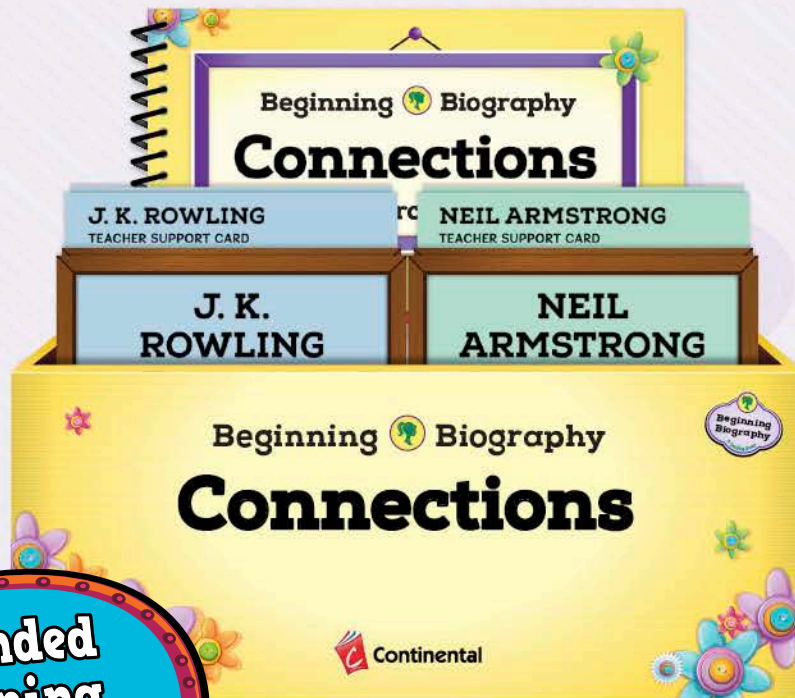 Beginning Biography
Connections
J. K. ROWLING
TEACHER SUPPORT CARD
NEIL ARMSTRONG
TEACHER SUPPORT CARD
J. K.
ROWLING
NEIL
ARMSTRONG
Beginning Biography
Beginning
Biography
Connections
Continental